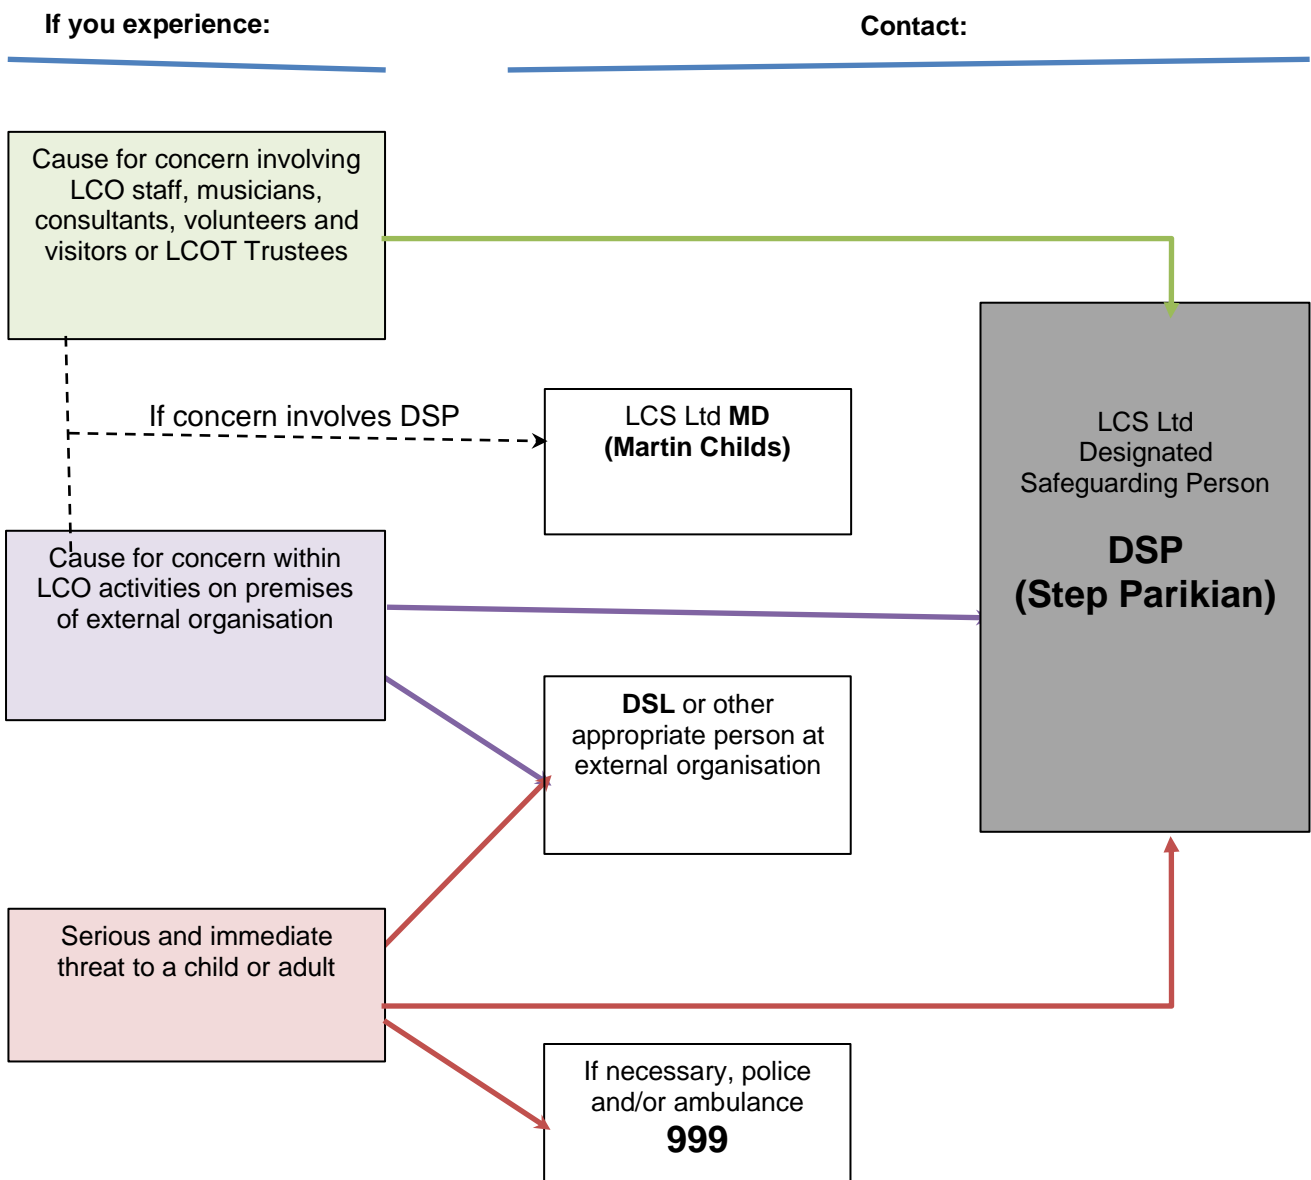 If you experience:
Contact:
Cause for concern involving
LCO staff, musicians,
consultants, volunteers and
visitors or LCOT Trustees
If concern involves DSP
LCS Ltd MD
(Martin Childs)
LCS Ltd
Designated
Safeguarding Person
DSP
(Step Parikian)
Cause for concern within
LCO activities on premises
of external organisation
DSL or other
appropriate person at
external organisation
Serious and immediate
threat to a child or adult
If necessary, police
and/or ambulance
999